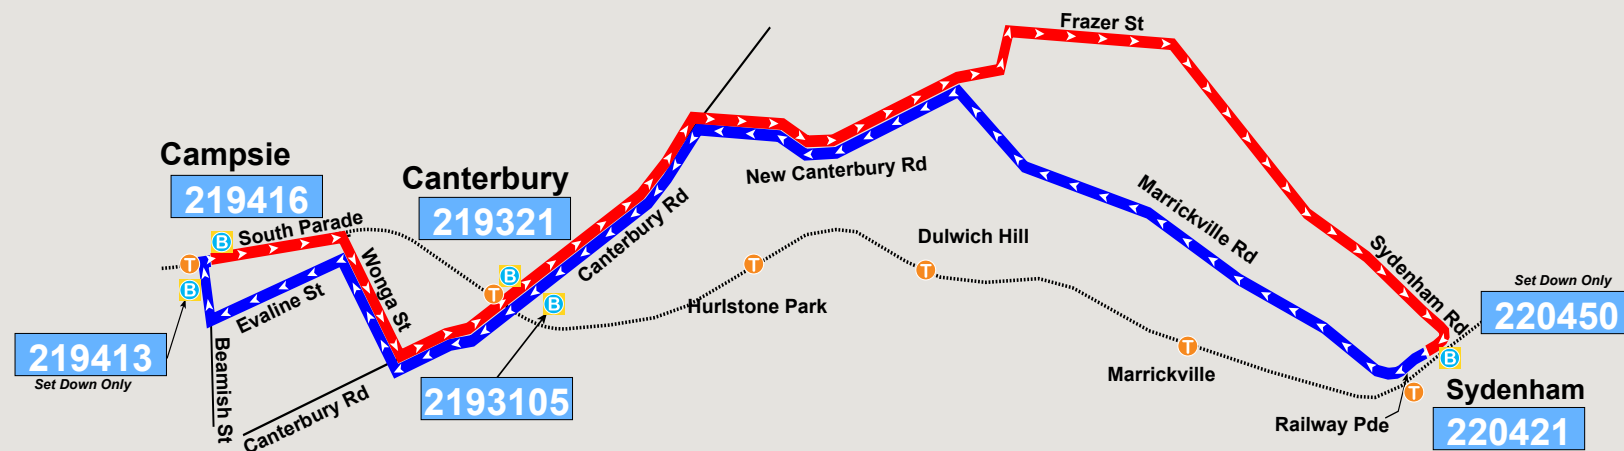 Frazer St
Campsie
219416
South Parade
B
T
B
Evaline St
Wonga St
219413
Set Down Only
Beamish St
Canterbury Rd
Canterbury
219321
B
T
B
2193105
Canterbury Rd
New Canterbury Rd
T
Hurlstone Park
Dulwich Hill
T
Marrickville Rd
T
Marrickville
Sydenham Rd
Set Down Only
220450
B
T
Railway Pde
Sydenham
220421